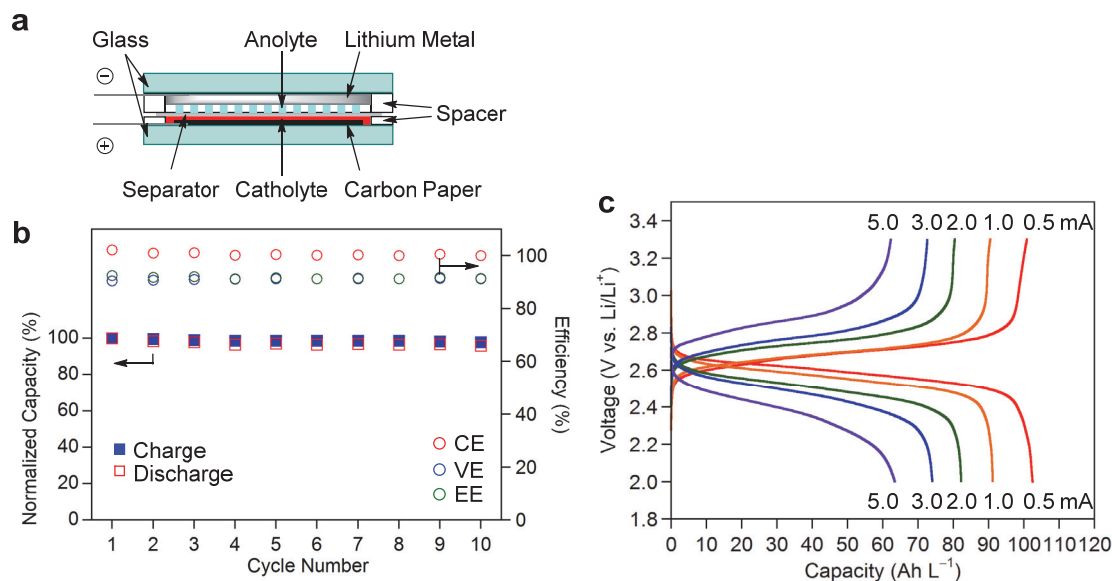 a
Glass
Anolyte
Lithium Metal
Spacer
Separator
Catholyte
Carbon Paper
⊖
⊕
b
Normalized Capacity (%)
100
80
60
40
20
0
Charge
Discharge
CE
VE
EE
1 2 3 4 5 6 7 8 9 10
Cycle Number
100
80
60
40
20
0
Efficiency (%)
c
Voltage (V vs. Li/Li⁺)
3.4
3.2
3.0
2.8
2.6
2.4
2.2
2.0
1.8
5.0 3.0 2.0 1.0 0.5 mA
5.0 3.0 2.0 1.0 0.5 mA
0 10 20 30 40 50 60 70 80 90 100 110 120
Capacity (Ah L⁻¹)